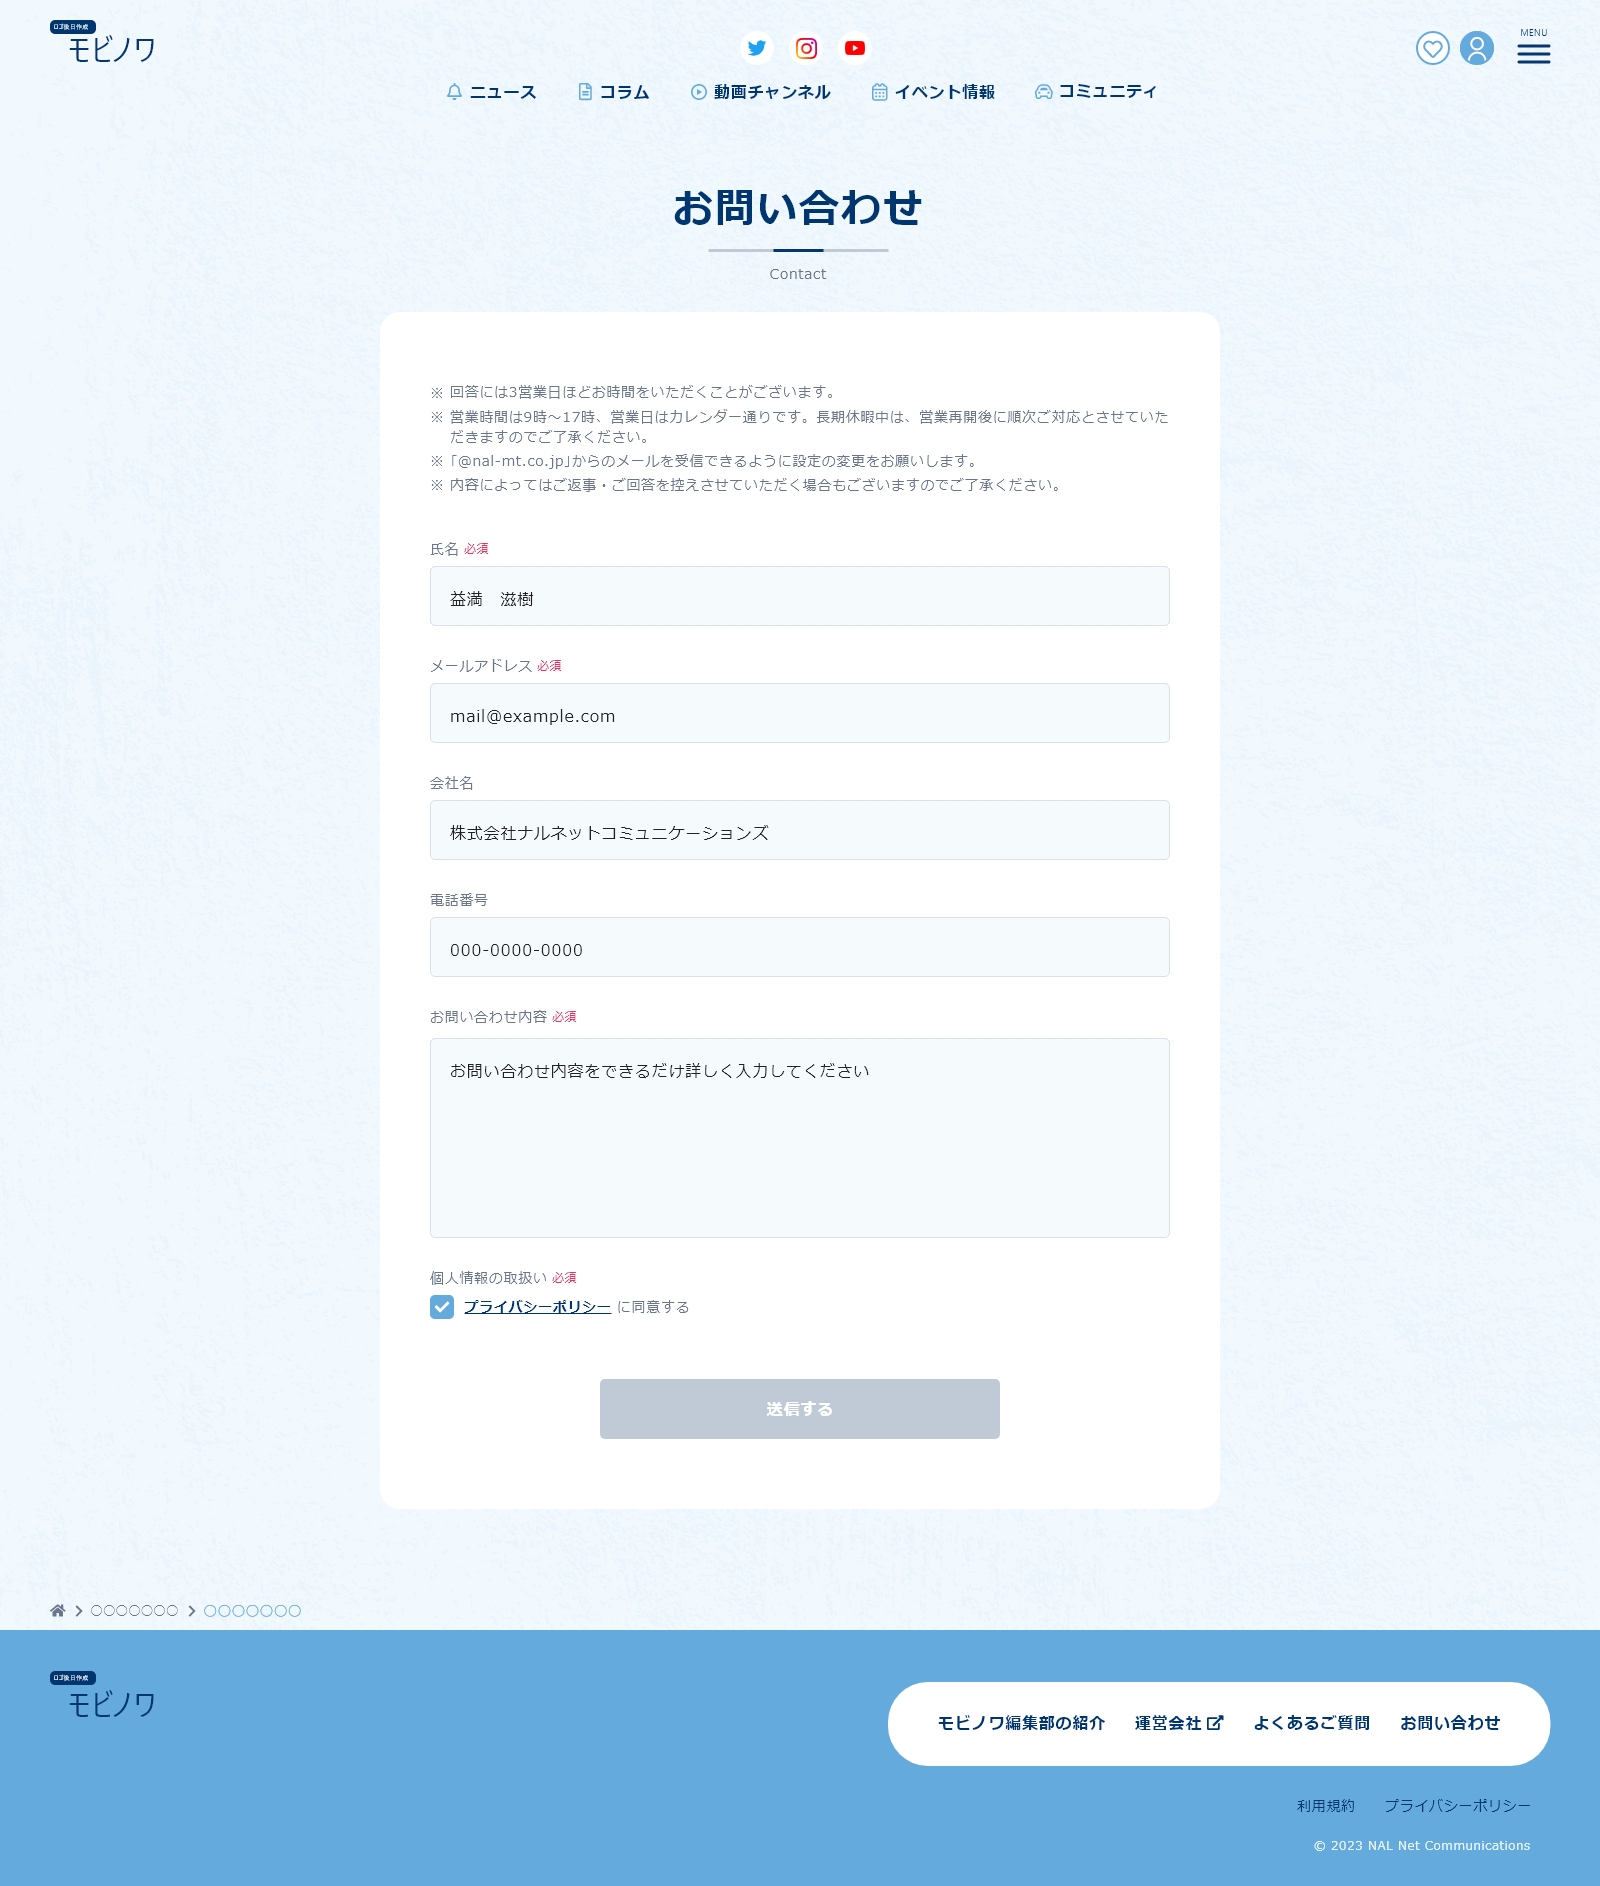 ロゴ後日作成
モビノワ
MENU
ニュース
コラム
動画チャンネル
イベント情報
コミュニティ
お問い合わせ
Contact
※ 回答には3営業日ほどお時間をいただくことがございます。
※ 営業時間は9時〜17時、営業日はカレンダー通りです。長期休暇中は、営業再開後に順次ご対応とさせていた
だきますのでご了承ください。
※ 「@nal-mt.co.jp」からのメールを受信できるように設定の変更をお願いします。
※ 内容によってはご返事・ご回答を控えさせていただく場合もございますのでご了承ください。
氏名 必須
益満　滋樹
メールアドレス 必須
mail@example.com
会社名
株式会社ナルネットコミュニケーションズ
電話番号
000-0000-0000
お問い合わせ内容 必須
お問い合わせ内容をできるだけ詳しく入力してください
個人情報の取扱い 必須
プライバシーポリシー に同意する
送信する
〇〇〇〇〇〇〇
〇〇〇〇〇〇〇
ロゴ後日作成
モビノワ
モビノワ編集部の紹介
運営会社
よくあるご質問
お問い合わせ
利用規約
プライバシーポリシー
© 2023 NAL Net Communications